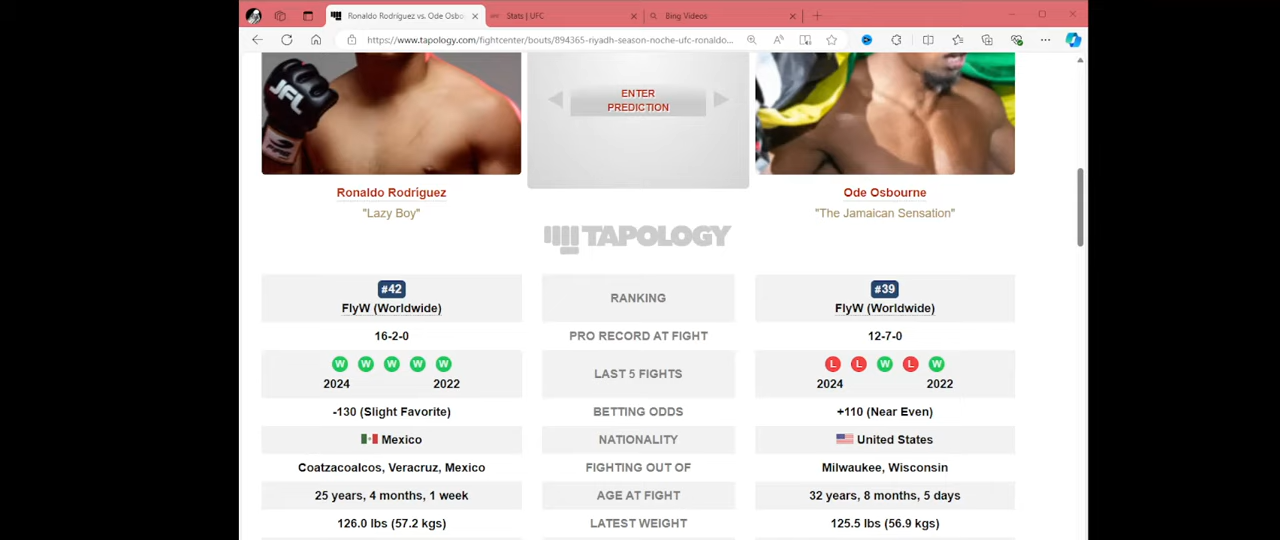 Ronaldo Rodríguez vs. Ode Osbo
Stats | UFC
Bing Videos
https://www.tapology.com/fightcenter/bouts/894365-riyadh-season-noche-ufc-ronaldo...
JFL
ENTER
PREDICTION
Ronaldo Rodríguez
Ode Osbourne
"Lazy Boy"
"The Jamaican Sensation"
TAPOLOGY
#42
RANKING
#39
FlyW (Worldwide)
FlyW (Worldwide)
16-2-0
PRO RECORD AT FIGHT
12-7-0
W W W W W
LAST 5 FIGHTS
L L W L W
2024 2022
2024 2022
-130 (Slight Favorite)
BETTING ODDS
+110 (Near Even)
Mexico
NATIONALITY
United States
Coatzacoalcos, Veracruz, Mexico
FIGHTING OUT OF
Milwaukee, Wisconsin
25 years, 4 months, 1 week
AGE AT FIGHT
32 years, 8 months, 5 days
126.0 lbs (57.2 kgs)
LATEST WEIGHT
125.5 lbs (56.9 kgs)